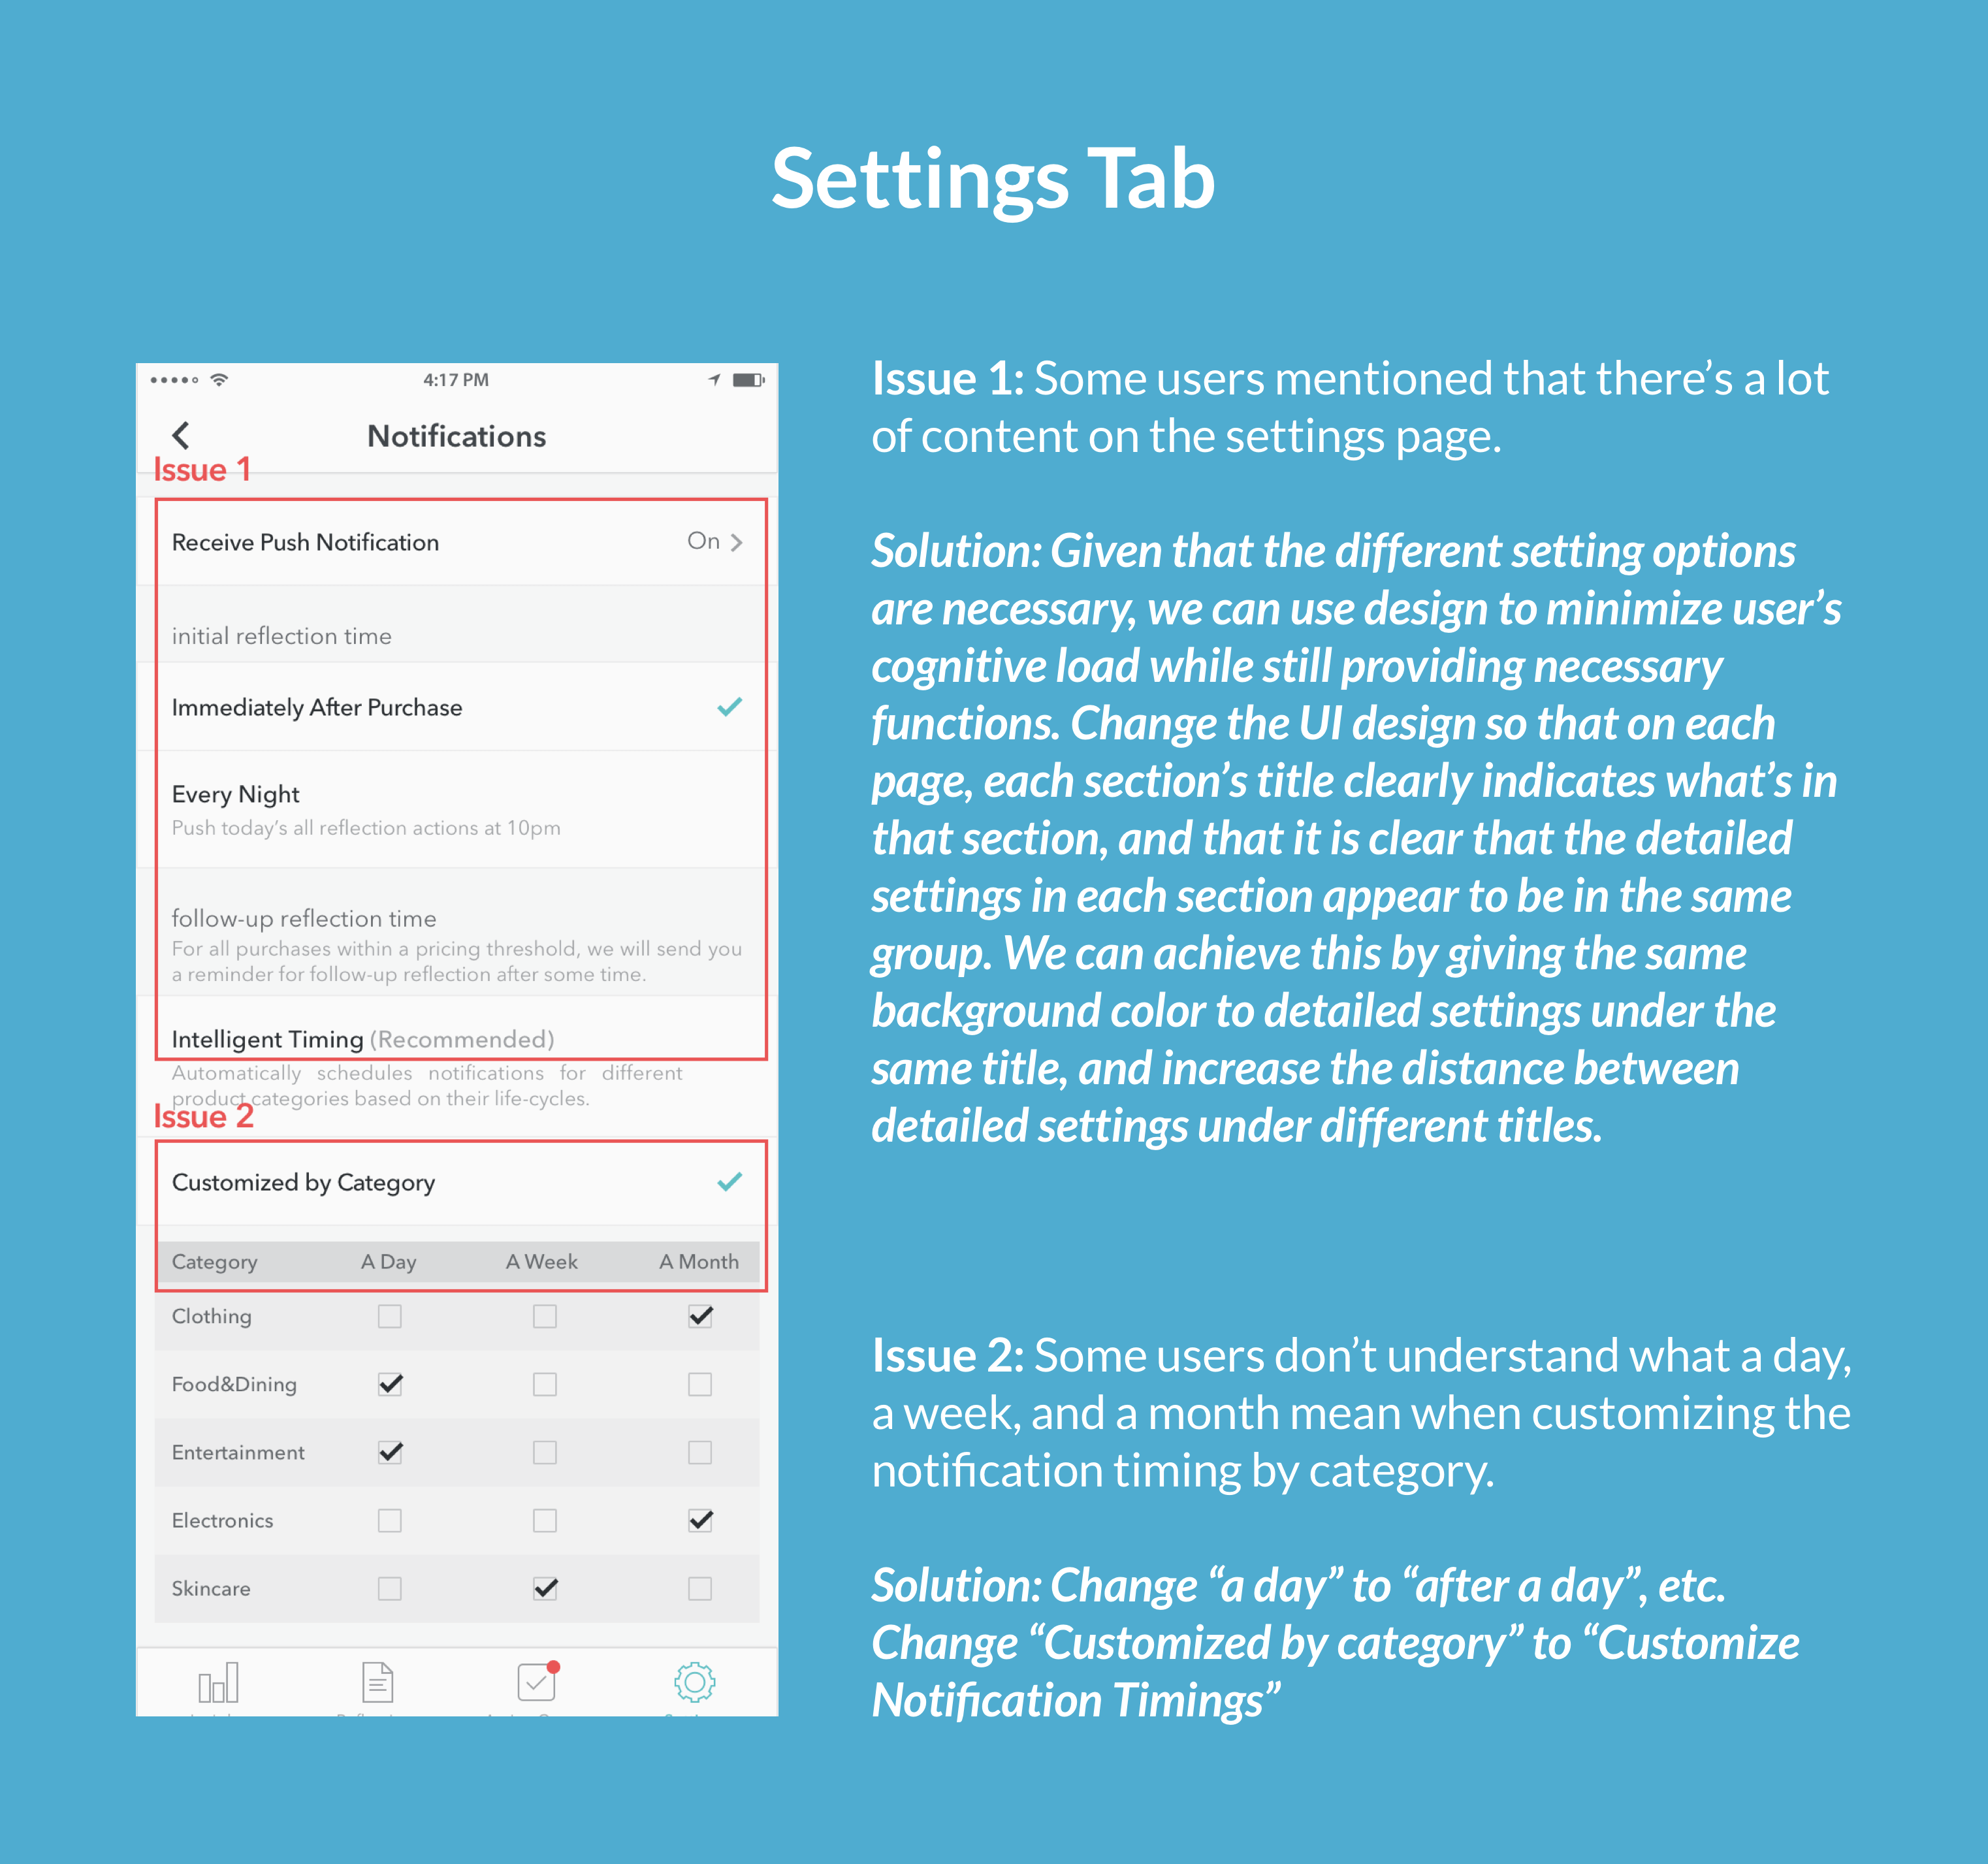 Settings Tab
4:17 PM
Notifications
Issue 1
Receive Push Notification On
initial reflection time
Immediately After Purchase
Every Night
Push today's all reflection actions at 10pm
follow-up reflection time
For all purchases within a pricing threshold, we will send you
a reminder for follow-up reflection after some time.
Intelligent Timing (Recommended)
Automatically schedules notifications for different
product categories based on their life-cycles.
Issue 2
Customized by Category
Category A Day A Week A Month
Clothing
Food&Dining
Entertainment
Electronics
Skincare
Issue 1: Some users mentioned that there’s a lot
of content on the settings page.
Solution: Given that the different setting options
are necessary, we can use design to minimize user’s
cognitive load while still providing necessary
functions. Change the UI design so that on each
page, each section’s title clearly indicates what’s in
that section, and that it is clear that the detailed
settings in each section appear to be in the same
group. We can achieve this by giving the same
background color to detailed settings under the
same title, and increase the distance between
detailed settings under different titles.
Issue 2: Some users don’t understand what a day,
a week, and a month mean when customizing the
notification timing by category.
Solution: Change “a day” to “after a day”, etc.
Change “Customized by category” to “Customize
Notification Timings”